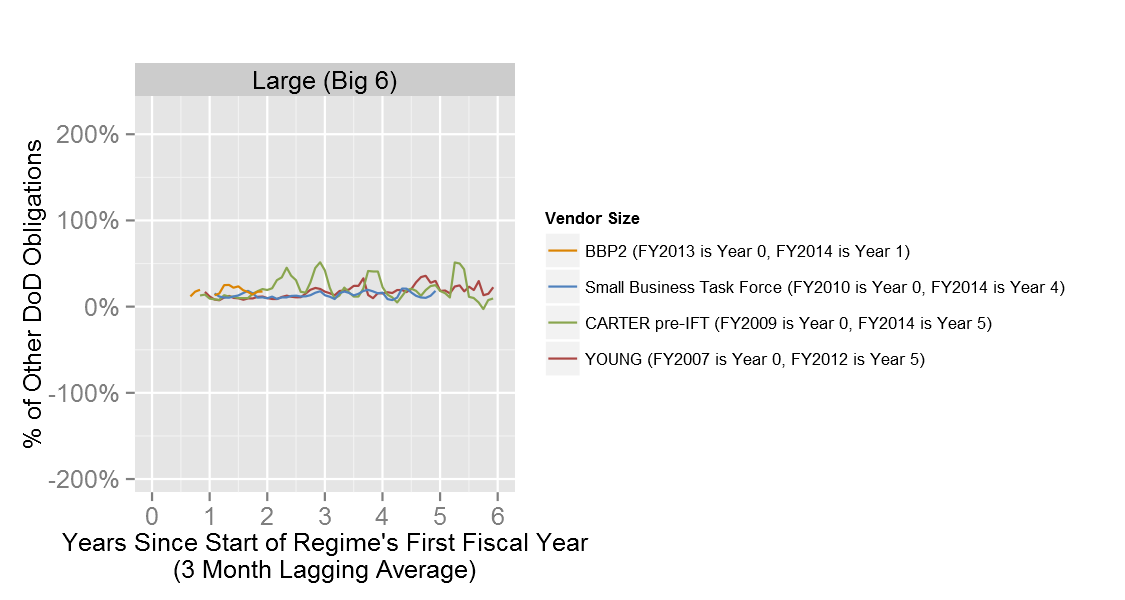 Large (Big 6)
% of Other DoD Obligations
200%
100%
0%
-100%
-200%
0 1 2 3 4 5 6
Years Since Start of Regime's First Fiscal Year
(3 Month Lagging Average)
Vendor Size
BBP2 (FY2013 is Year 0, FY2014 is Year 1)
Small Business Task Force (FY2010 is Year 0, FY2014 is Year 4)
CARTER pre-IFT (FY2009 is Year 0, FY2014 is Year 5)
YOUNG (FY2007 is Year 0, FY2012 is Year 5)